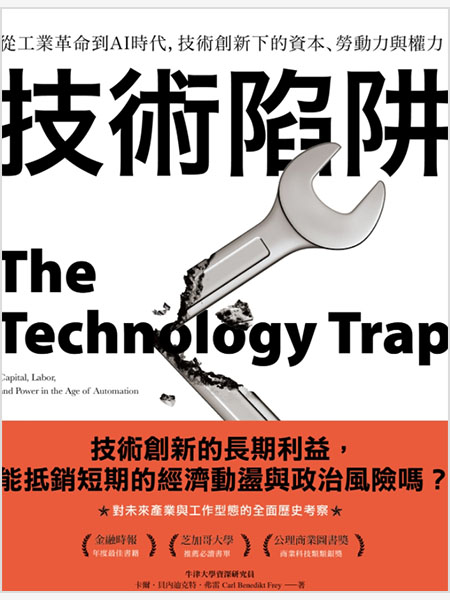 從工業革命到AI時代，技術創新下的資本、勞動力與權力
技術陷阱
The
Technology Trap
Capital, Labor,
and Power in the Age of Automation
技術創新的長期利益，
能抵銷短期的經濟動盪與政治風險嗎？
★對未來產業與工作型態的全面歷史考察★
金融時報
年度最佳書籍
芝加哥大學
推薦必讀書單
公理商業圖書獎
商業科技類類銀獎
牛津大學資深研究員
卡爾．貝內迪克特．弗雷 Carl Benedikt Frey──著